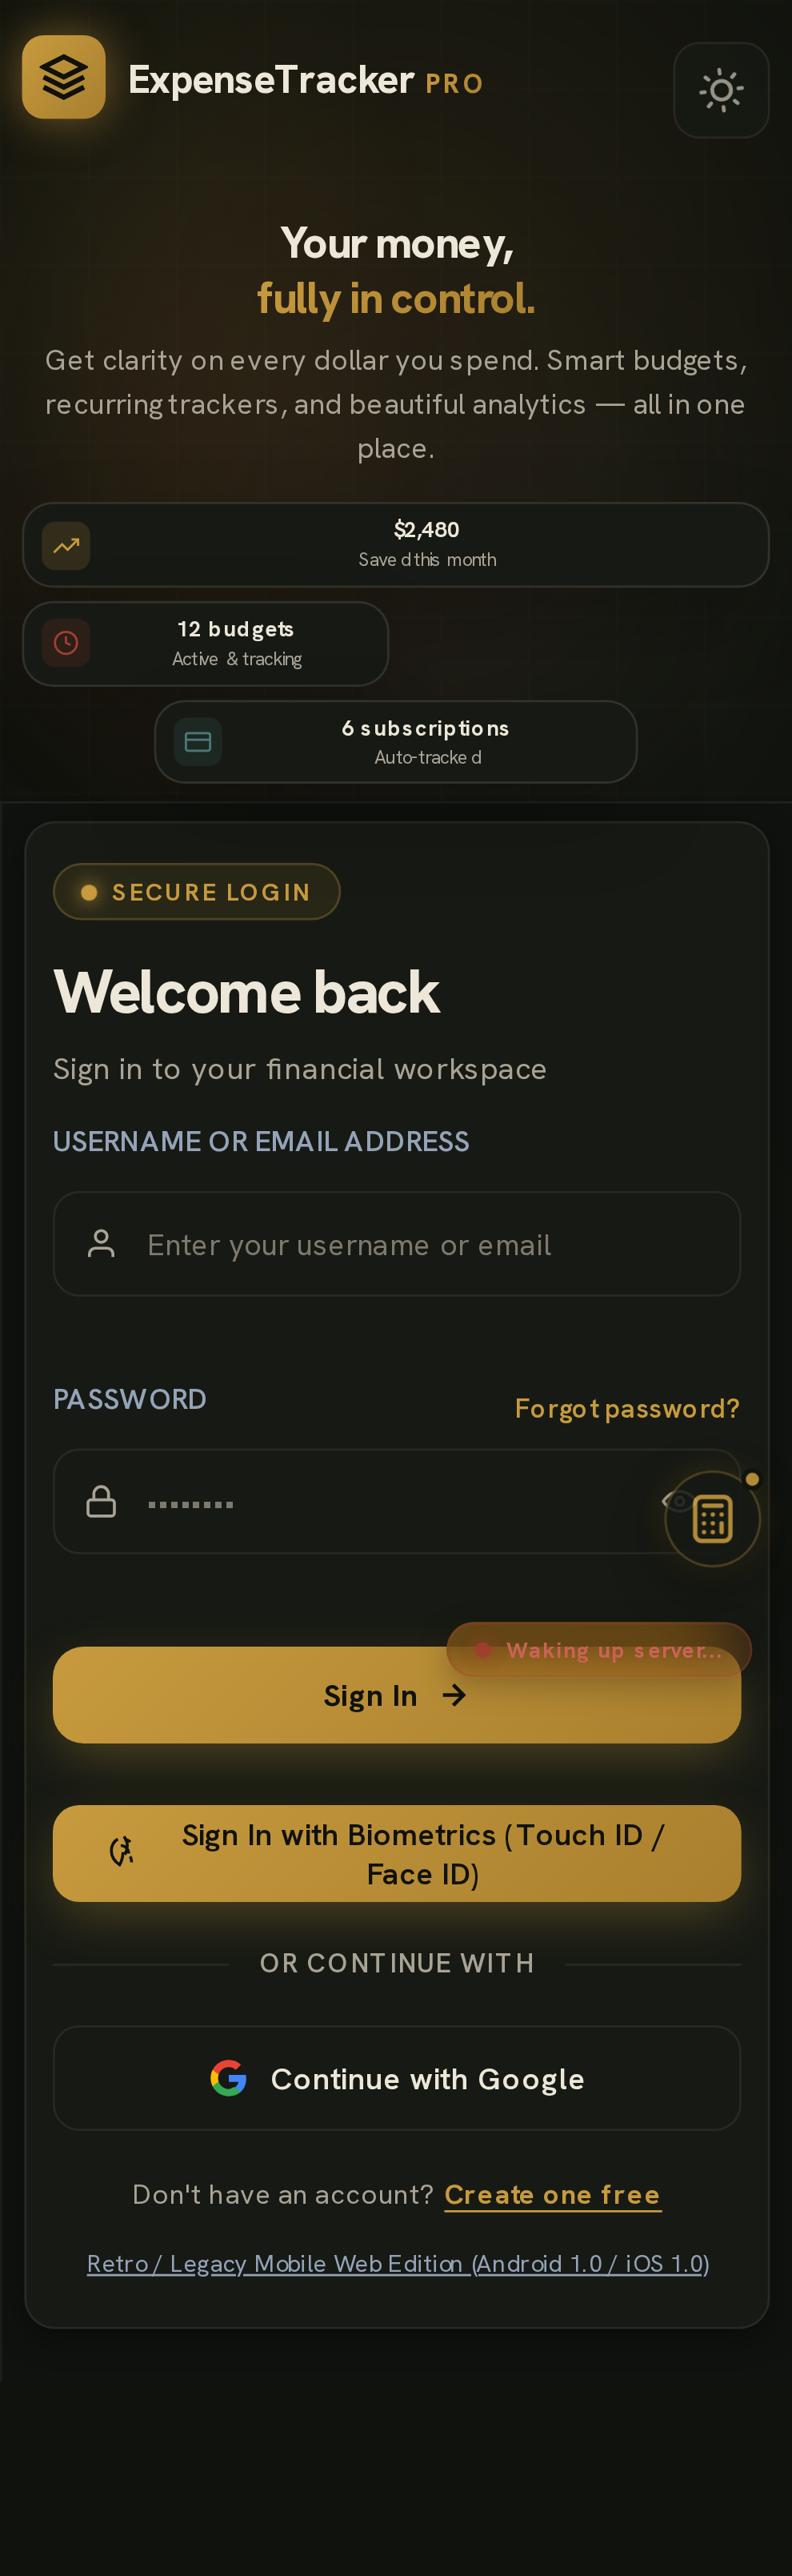 ExpenseTracker PRO
Your money,
fully in control.
Get clarity on every dollar you spend. Smart budgets,
recurring trackers, and beautiful analytics — all in one
place.
$2,480
Saved this month
12 budgets
Active & tracking
6 subscriptions
Auto-tracked
SECURE LOGIN
Welcome back
Sign in to your financial workspace
USERNAME OR EMAIL ADDRESS
Enter your username or email
PASSWORD
Forgot password?
Waking up server...
Sign In →
Sign In with Biometrics (Touch ID /
Face ID)
OR CONTINUE WITH
Continue with Google
Don't have an account? Create one free
Retro / Legacy Mobile Web Edition (Android 1.0 / iOS 1.0)